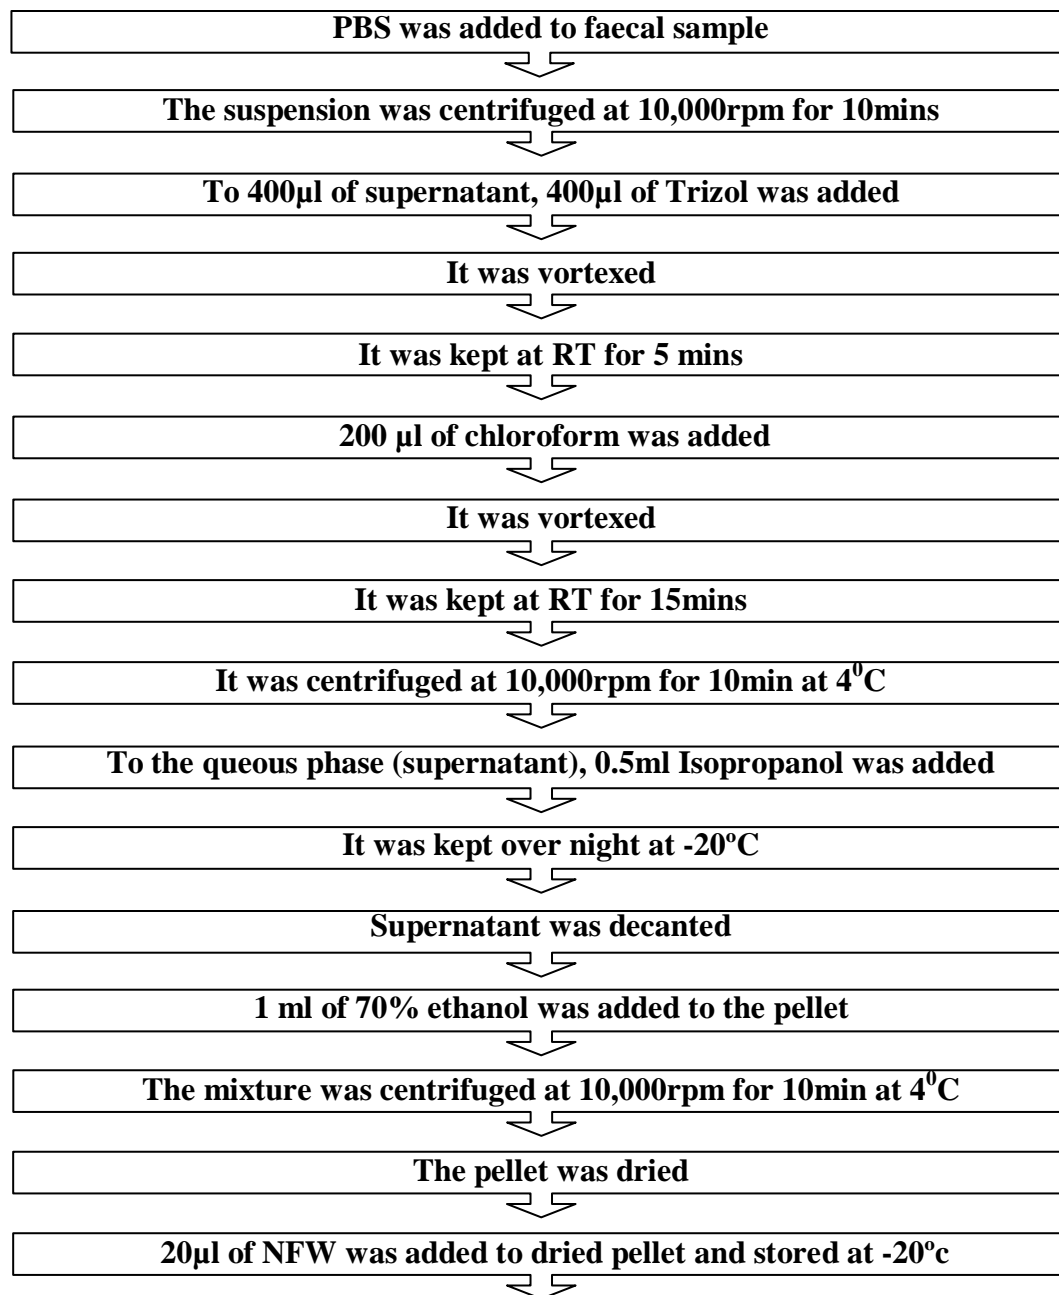 PBS was added to faecal sample
The suspension was centrifuged at 10,000rpm for 10mins
To 400µl of supernatant, 400µl of Trizol was added
It was vortexed
It was kept at RT for 5 mins
200 µl of chloroform was added
It was vortexed
It was kept at RT for 15mins
It was centrifuged at 10,000rpm for 10min at 4⁰C
To the queous phase (supernatant), 0.5ml Isopropanol was added
It was kept over night at -20ºC
Supernatant was decanted
1 ml of 70% ethanol was added to the pellet
The mixture was centrifuged at 10,000rpm for 10min at 4⁰C
The pellet was dried
20µl of NFW was added to dried pellet and stored at -20ºc